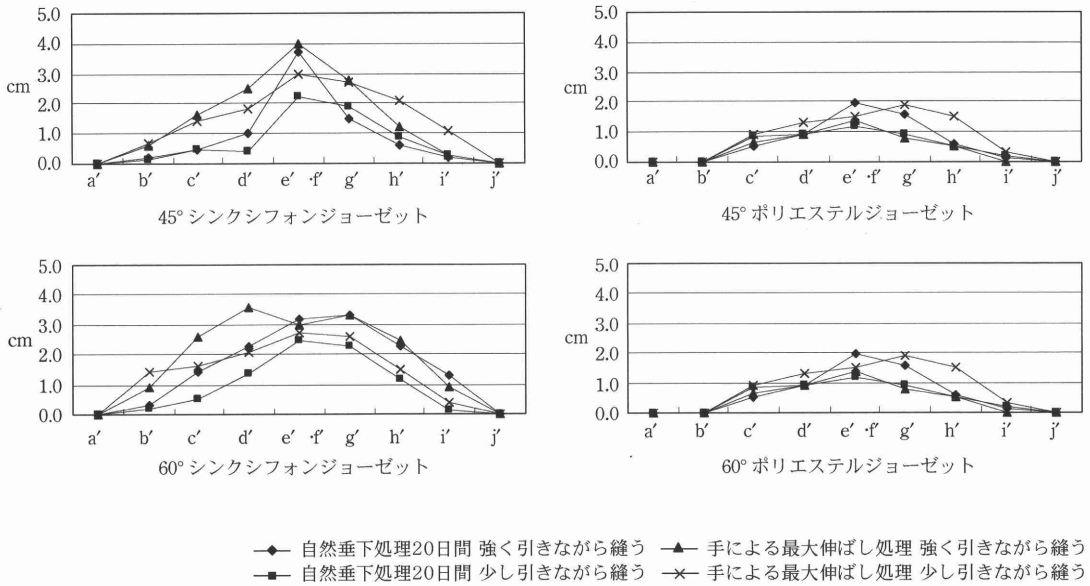 5.0
4.0
3.0
2.0
1.0
0.0
cm
a′ b′ c′ d′ e′ ·f′ g′ h′ i′ j′
45° シンクシフォンジョーゼット
5.0
4.0
3.0
2.0
1.0
0.0
cm
a′ b′ c′ d′ e′ ·f′ g′ h′ i′ j′
45° ポリエステルジョーゼット
5.0
4.0
3.0
2.0
1.0
0.0
cm
a′ b′ c′ d′ e′ ·f′ g′ h′ i′ j′
60° シンクシフォンジョーゼット
5.0
4.0
3.0
2.0
1.0
0.0
cm
a′ b′ c′ d′ e′ ·f′ g′ h′ i′ j′
60° ポリエステルジョーゼット
自然垂下処理20日間 強く引きながら縫う 手による最大伸ばし処理 強く引きながら縫う
自然垂下処理20日間 少し引きながら縫う 手による最大伸ばし処理 少し引きながら縫う